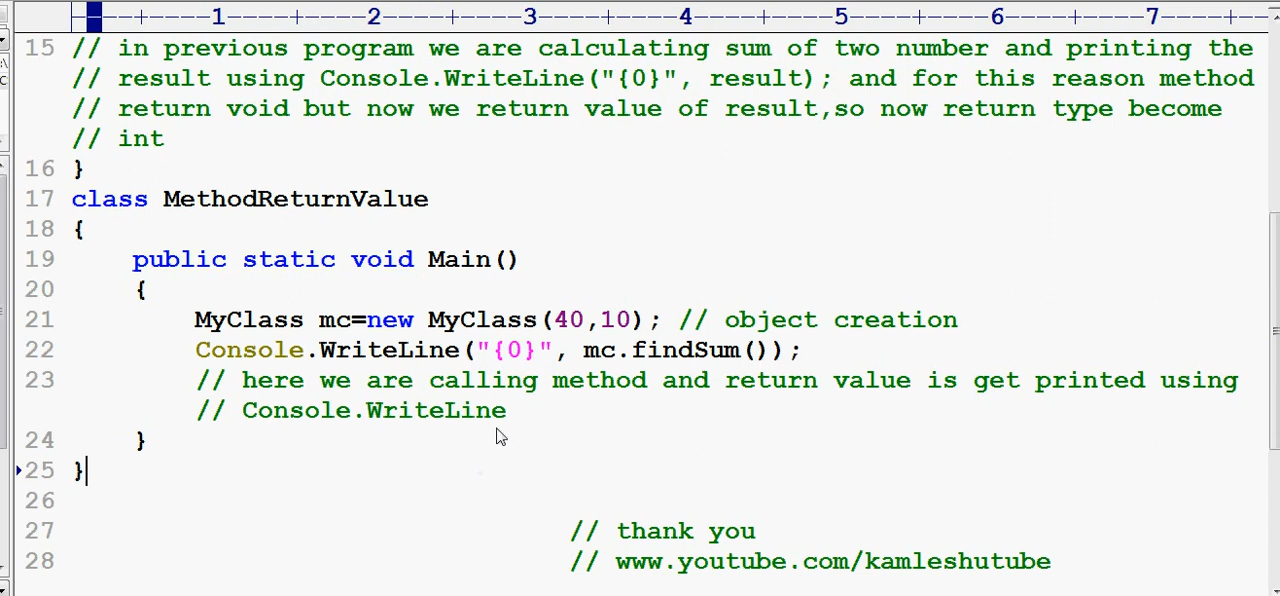 1 2 3 4 5 6 7
15 // in previous program we are calculating sum of two number and printing the
// result using Console.WriteLine("{0}", result); and for this reason method
// return void but now we return value of result,so now return type become
// int
16 }
17 class MethodReturnValue
18 {
19 public static void Main()
20 {
21 MyClass mc=new MyClass(40,10); // object creation
22 Console.WriteLine("{0}", mc.findSum());
23 // here we are calling method and return value is get printed using
// Console.WriteLine
24 }
25 }
26
27 // thank you
28 // www.youtube.com/kamleshutube